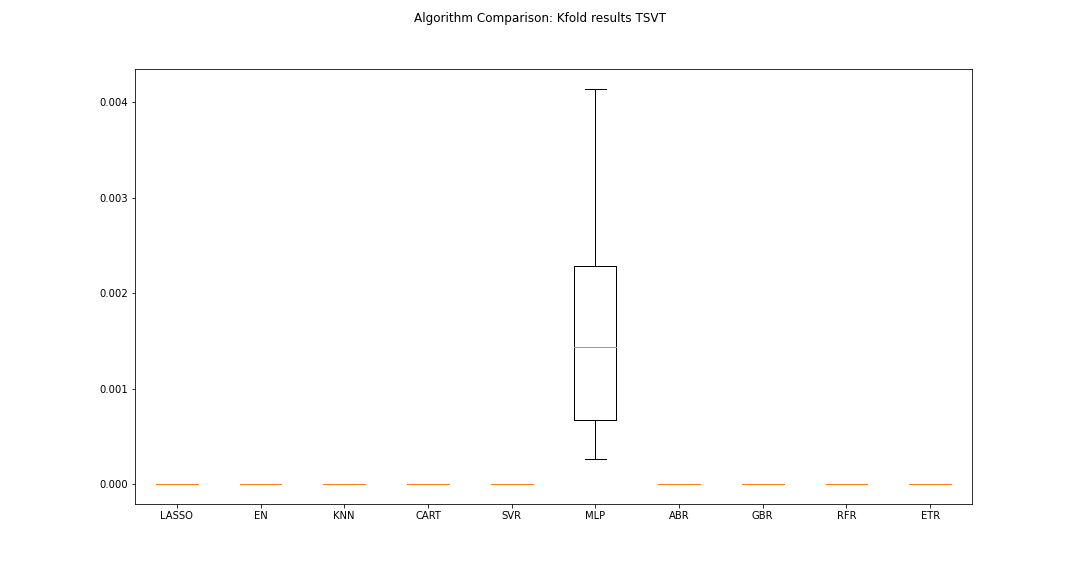 Algorithm Comparison: Kfold results TSVT
0.004
0.003
0.002
0.001
0.000
LASSO EN KNN CART SVR MLP ABR GBR RFR ETR